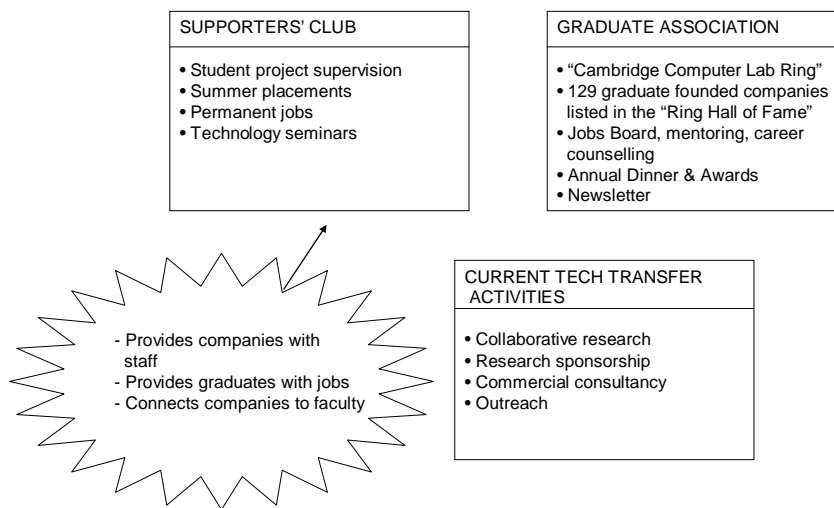 SUPPORTERS’ CLUB
• Student project supervision
• Summer placements
• Permanent jobs
• Technology seminars
GRADUATE ASSOCIATION
• “Cambridge Computer Lab Ring”
• 129 graduate founded companies
listed in the “Ring Hall of Fame”
• Jobs Board, mentoring, career
counselling
• Annual Dinner & Awards
• Newsletter
- Provides companies with
staff
- Provides graduates with jobs
- Connects companies to faculty
CURRENT TECH TRANSFER
ACTIVITIES
• Collaborative research
• Research sponsorship
• Commercial consultancy
• Outreach